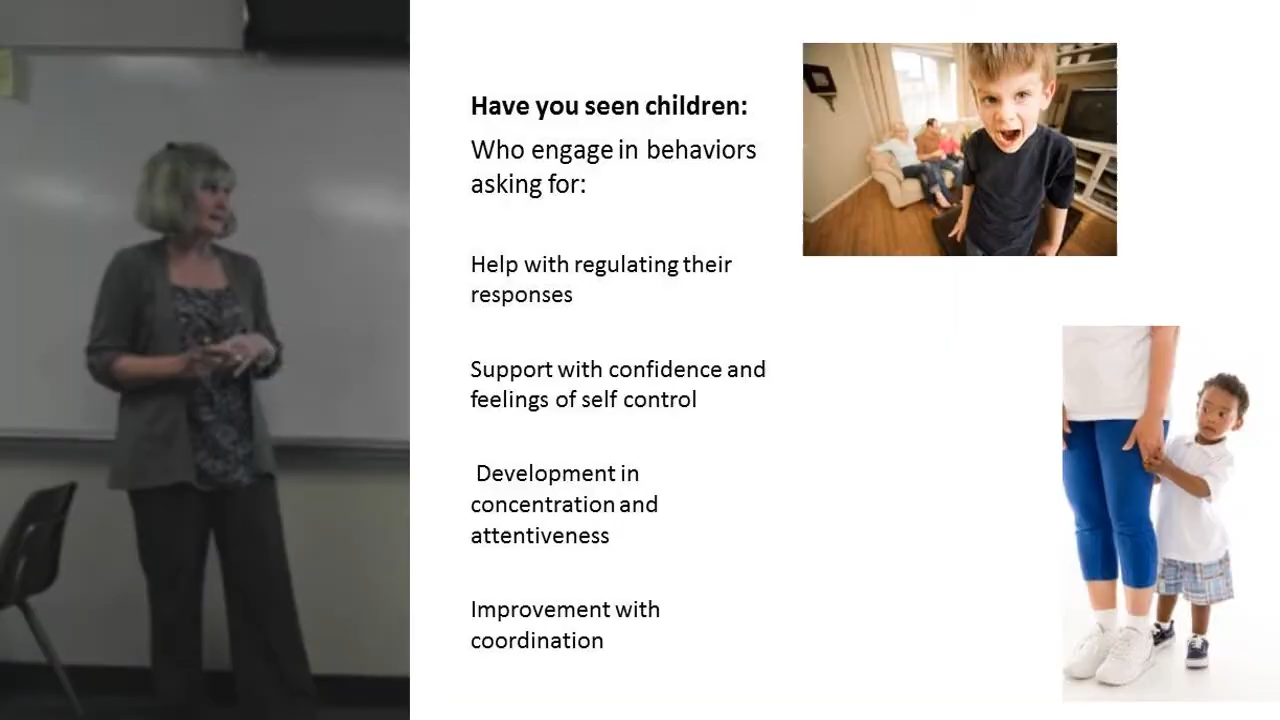 Have you seen children:
Who engage in behaviors
asking for:
Help with regulating their
responses
Support with confidence and
feelings of self control
Development in
concentration and
attentiveness
Improvement with
coordination